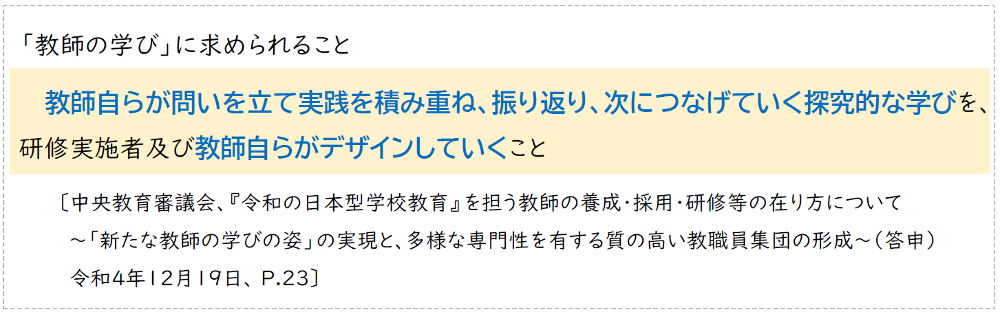 「教師の学び」に求められること
教師自らが問いを立て実践を積み重ね、振り返り、次につなげていく探究的な学びを、
研修実施者及び教師自らがデザインしていくこと
〔中央教育審議会、『令和の日本型学校教育』を担う教師の養成・採用・研修等の在り方について
～「新たな教師の学びの姿」の実現と、多様な専門性を有する質の高い教職員集団の形成～（答申）
令和4年12月19日、P.23〕